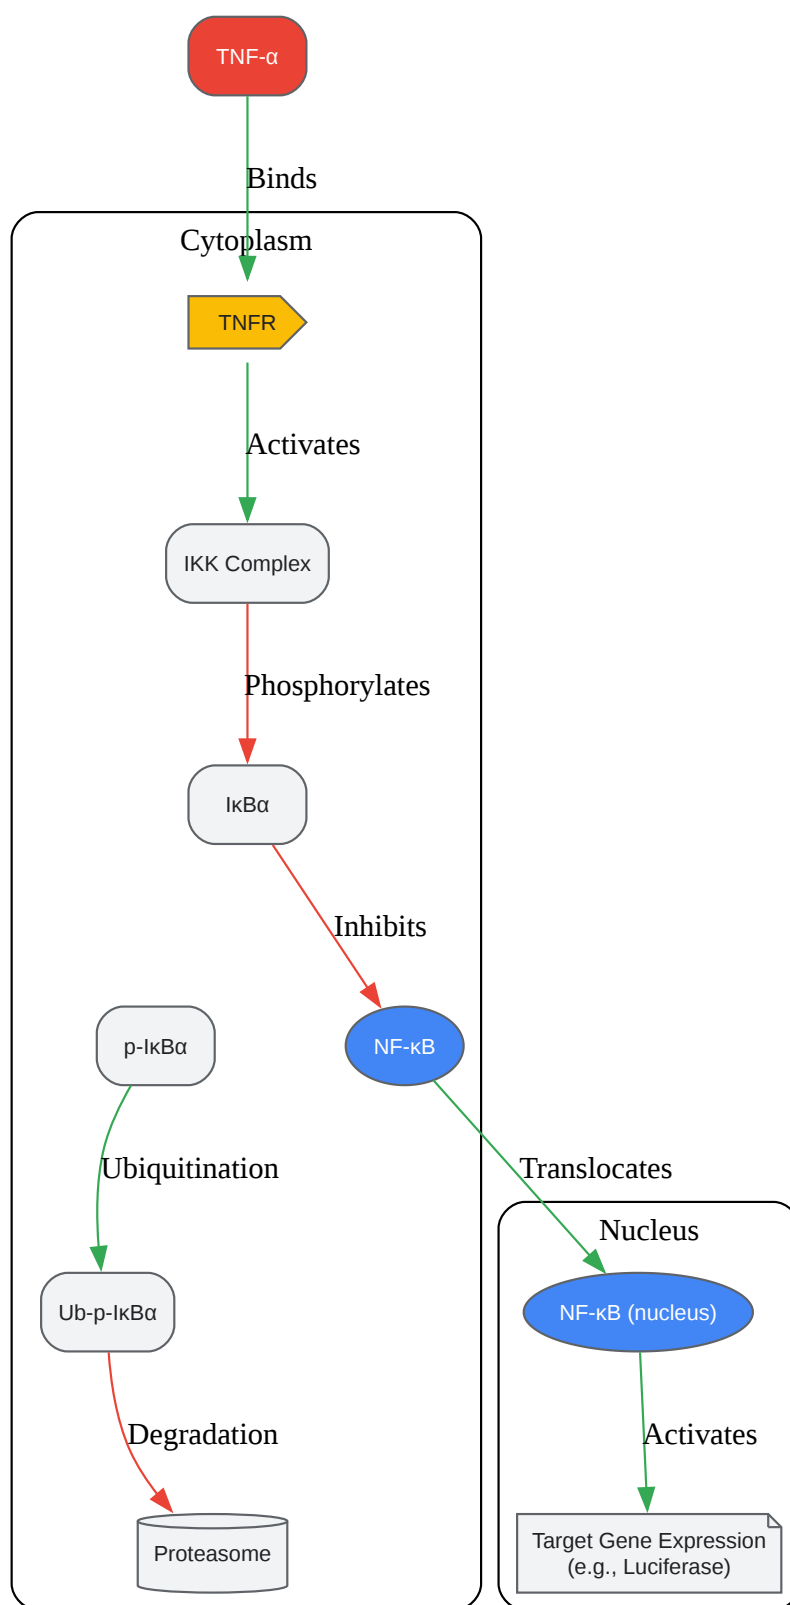 TNF-α
Binds
Cytoplasm
TNFR
Activates
IKK Complex
Phosphorylates
IκBα
Inhibits
p-IκBα
NF-κB
Ubiquitination
Translocates
Nucleus
Ub-p-IκBα
NF-κB (nucleus)
Degradation
Activates
Proteasome
Target Gene Expression
(e.g., Luciferase)